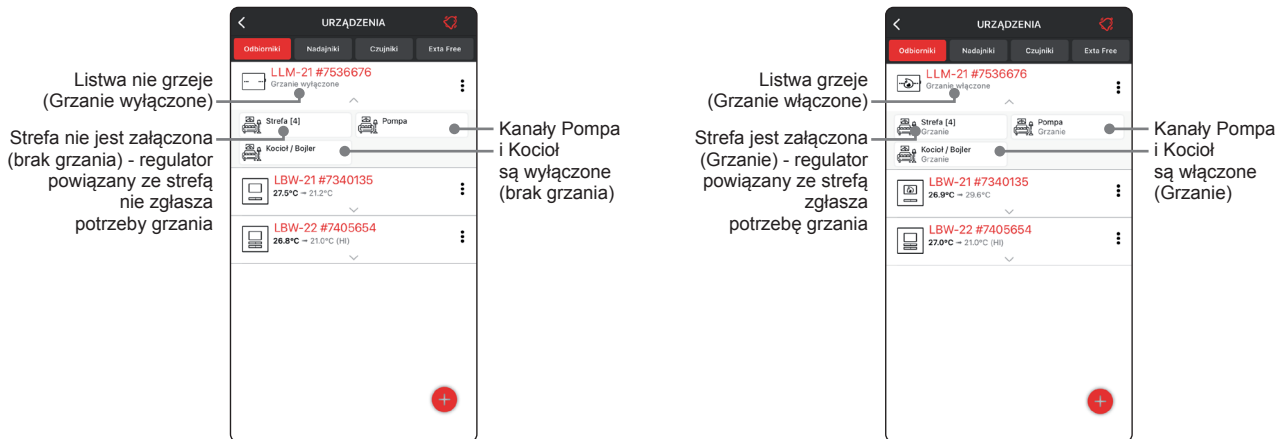 URZĄDZENIA
Odbiorniki Nadajniki Czujniki Exta Free
LLM-21 #7536676
Grzanie wyłączone
Strefa [4]
Pompa
Kocioł / Bojler
LBW-21 #7340135
27.5°C → 21.2°C
LBW-22 #7405654
26.8°C → 21.0°C (HI)
Listwa nie grzeje
(Grzanie wyłączone)
Strefa nie jest załączona
(brak grzania) - regulator
powiązany ze strefą
nie zgłasza
potrzeby grzania
Kanały Pompa
i Kocioł
są wyłączone
(brak grzania)
URZĄDZENIA
Odbiorniki Nadajniki Czujniki Exta Free
LLM-21 #7536676
Grzanie włączone
Strefa [4]
Grzanie
Pompa
Grzanie
Kocioł / Bojler
Grzanie
LBW-21 #7340135
26.9°C → 29.6°C
LBW-22 #7405654
27.0°C → 21.0°C (HI)
Listwa grzeje
(Grzanie włączone)
Strefa jest załączona
(Grzanie) - regulator
powiązany ze strefą
zgłasza
potrzebę grzania
Kanały Pompa
i Kocioł
są włączone
(Grzanie)